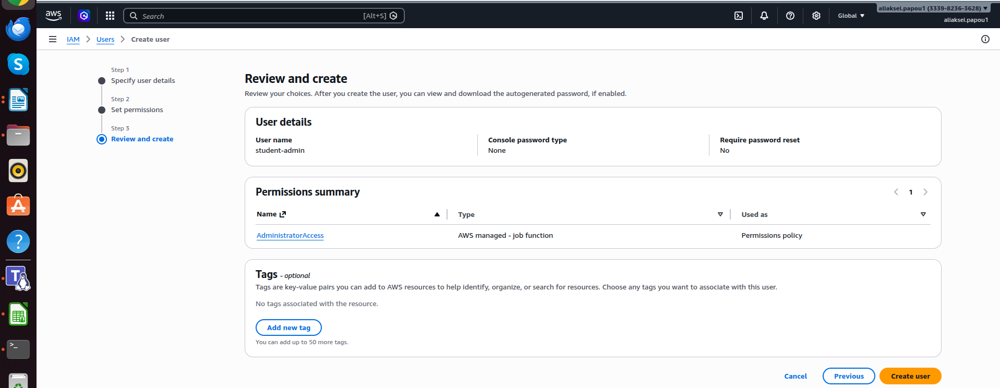 aws
Search [Alt+S]
Global
aliaksei.papou1 (3339-8236-3628)
aliaksei.papou1
IAM > Users > Create user
Step 1
Specify user details
Step 2
Set permissions
Step 3
Review and create
Review and create
Review your choices. After you create the user, you can view and download the autogenerated password, if enabled.
User details
User name
student-admin
Console password type
None
Require password reset
No
Permissions summary
1
Name Type Used as
AdministratorAccess AWS managed - job function Permissions policy
Tags - optional
Tags are key-value pairs you can add to AWS resources to help identify, organize, or search for resources. Choose any tags you want to associate with this user.
No tags associated with the resource.
Add new tag
You can add up to 50 more tags.
Cancel Previous Create user
S
A
?
T
>_